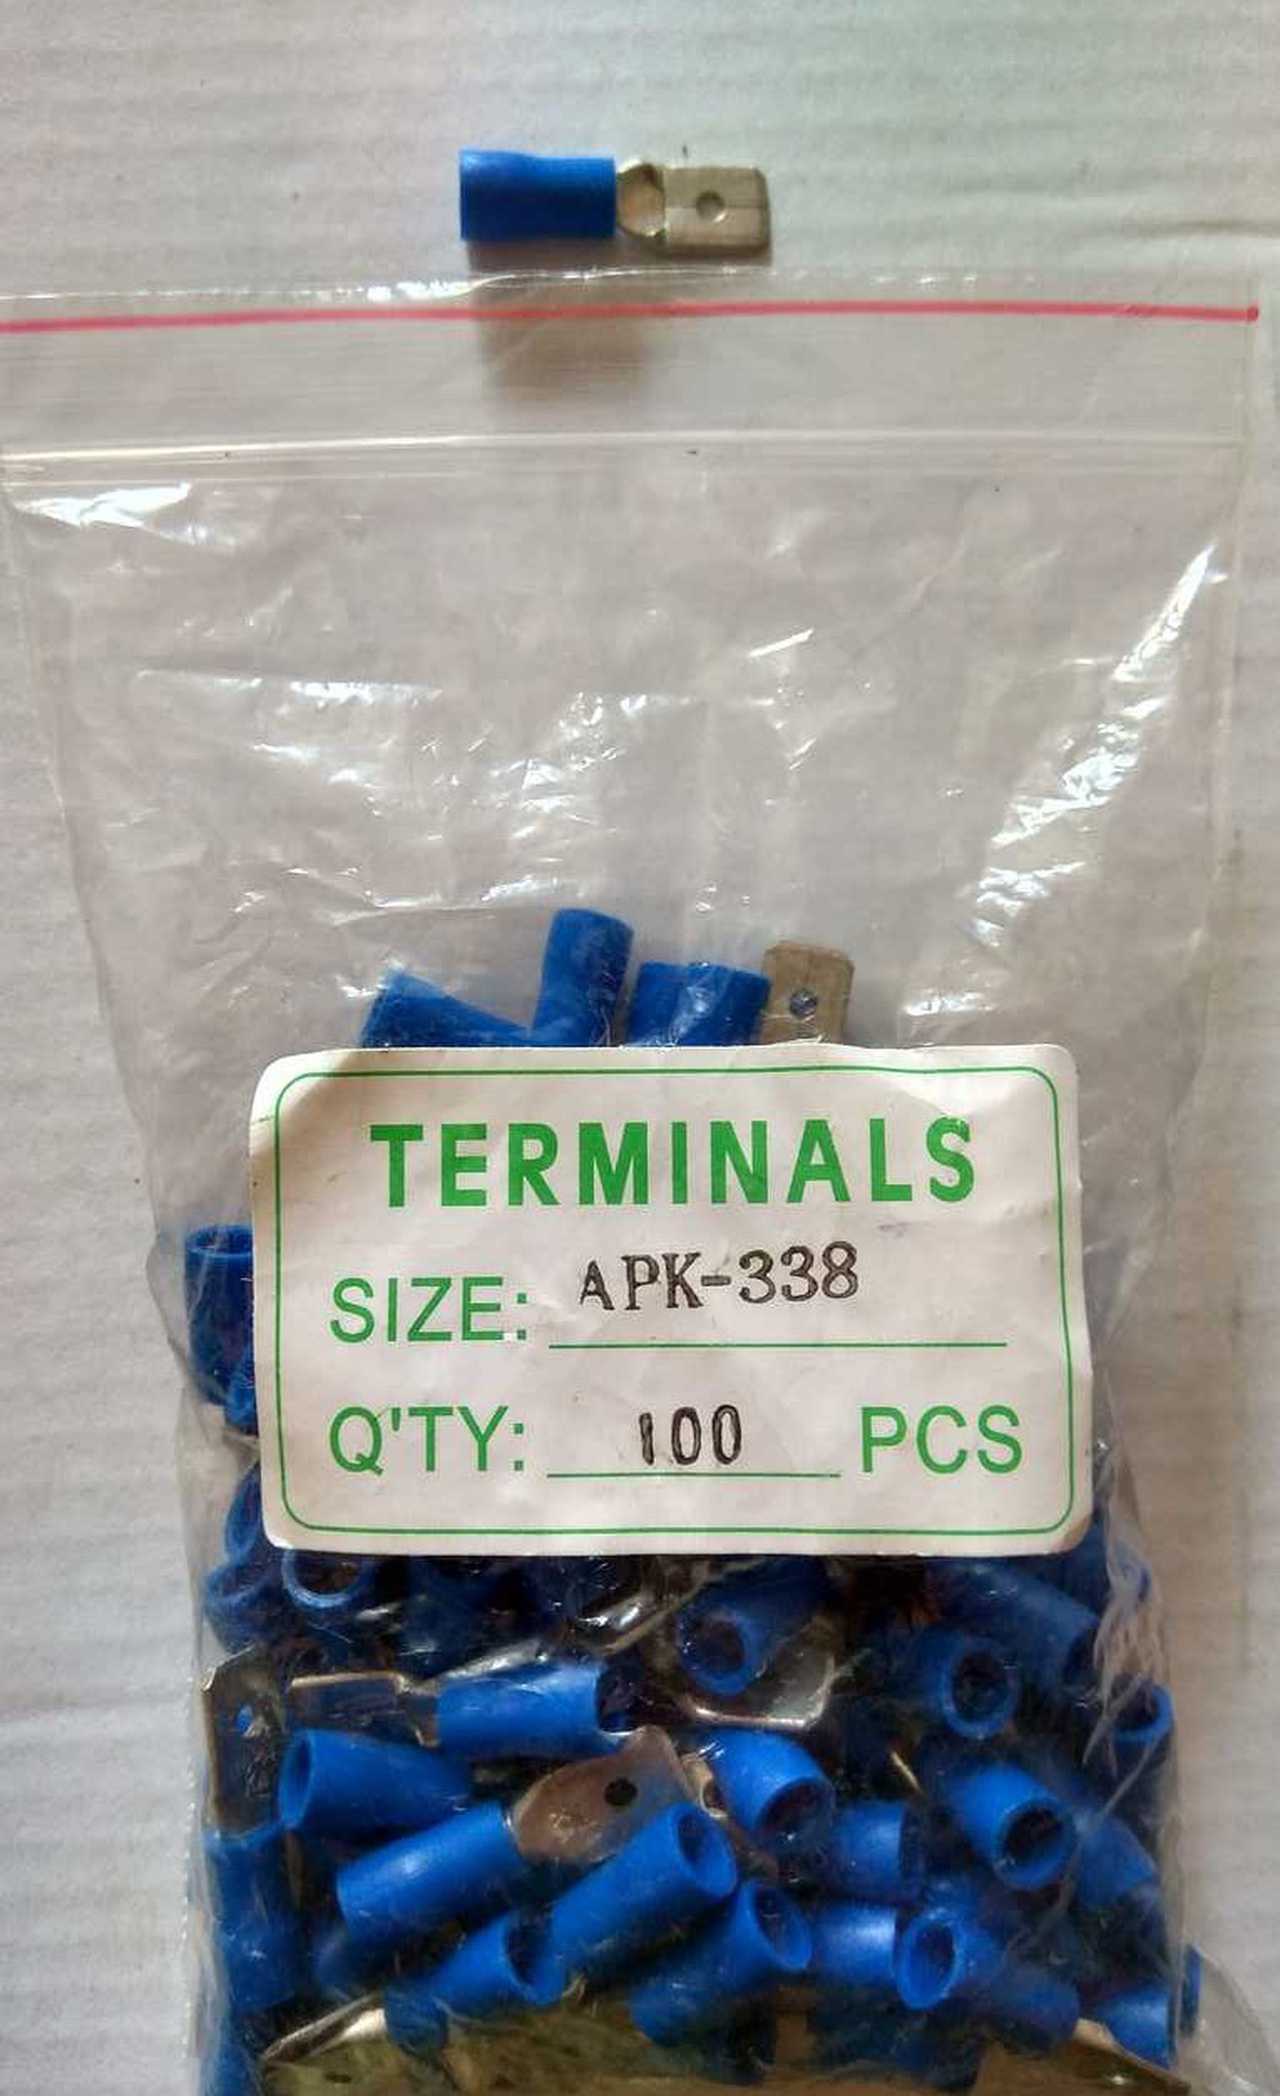 TERMINALS
SIZE: APK-338
Q'TY: 100 PCS